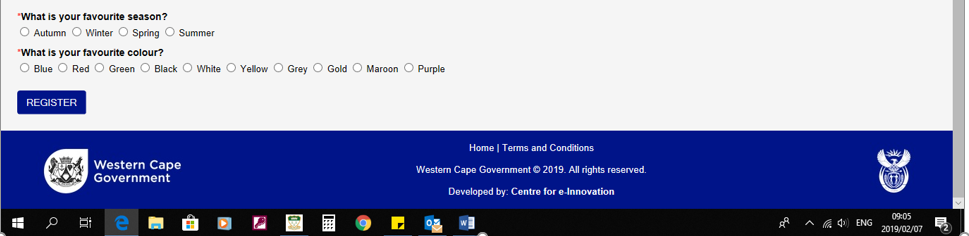 *What is your favourite season?
Autumn Winter Spring Summer
*What is your favourite colour?
Blue Red Green Black White Yellow Grey Gold Maroon Purple
REGISTER
Home | Terms and Conditions
Western Cape
Government
Western Cape Government © 2019. All rights reserved.
Developed by: Centre for e-Innovation
ENG
09:05
2019/02/07
2